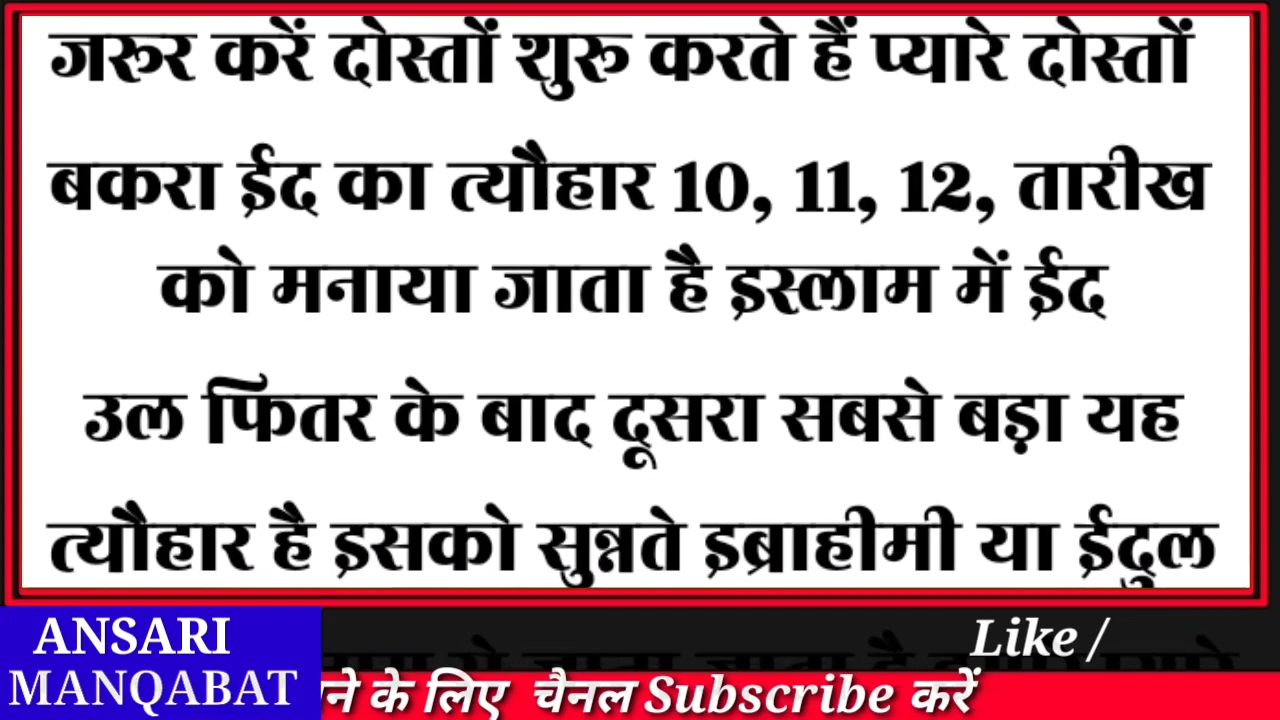 जरूर करें दोस्तों शुरू करते हैं प्यारे दोस्तों
बकरा ईद का त्यौहार 10, 11, 12, तारीख
को मनाया जाता है इस्लाम में ईद
उल फितर के बाद दूसरा सबसे बड़ा यह
त्यौहार है इसको सुन्नते इब्राहीमी या ईदुल
ANSARI
MANQABAT
Like /
ने के लिए चैनल Subscribe करें